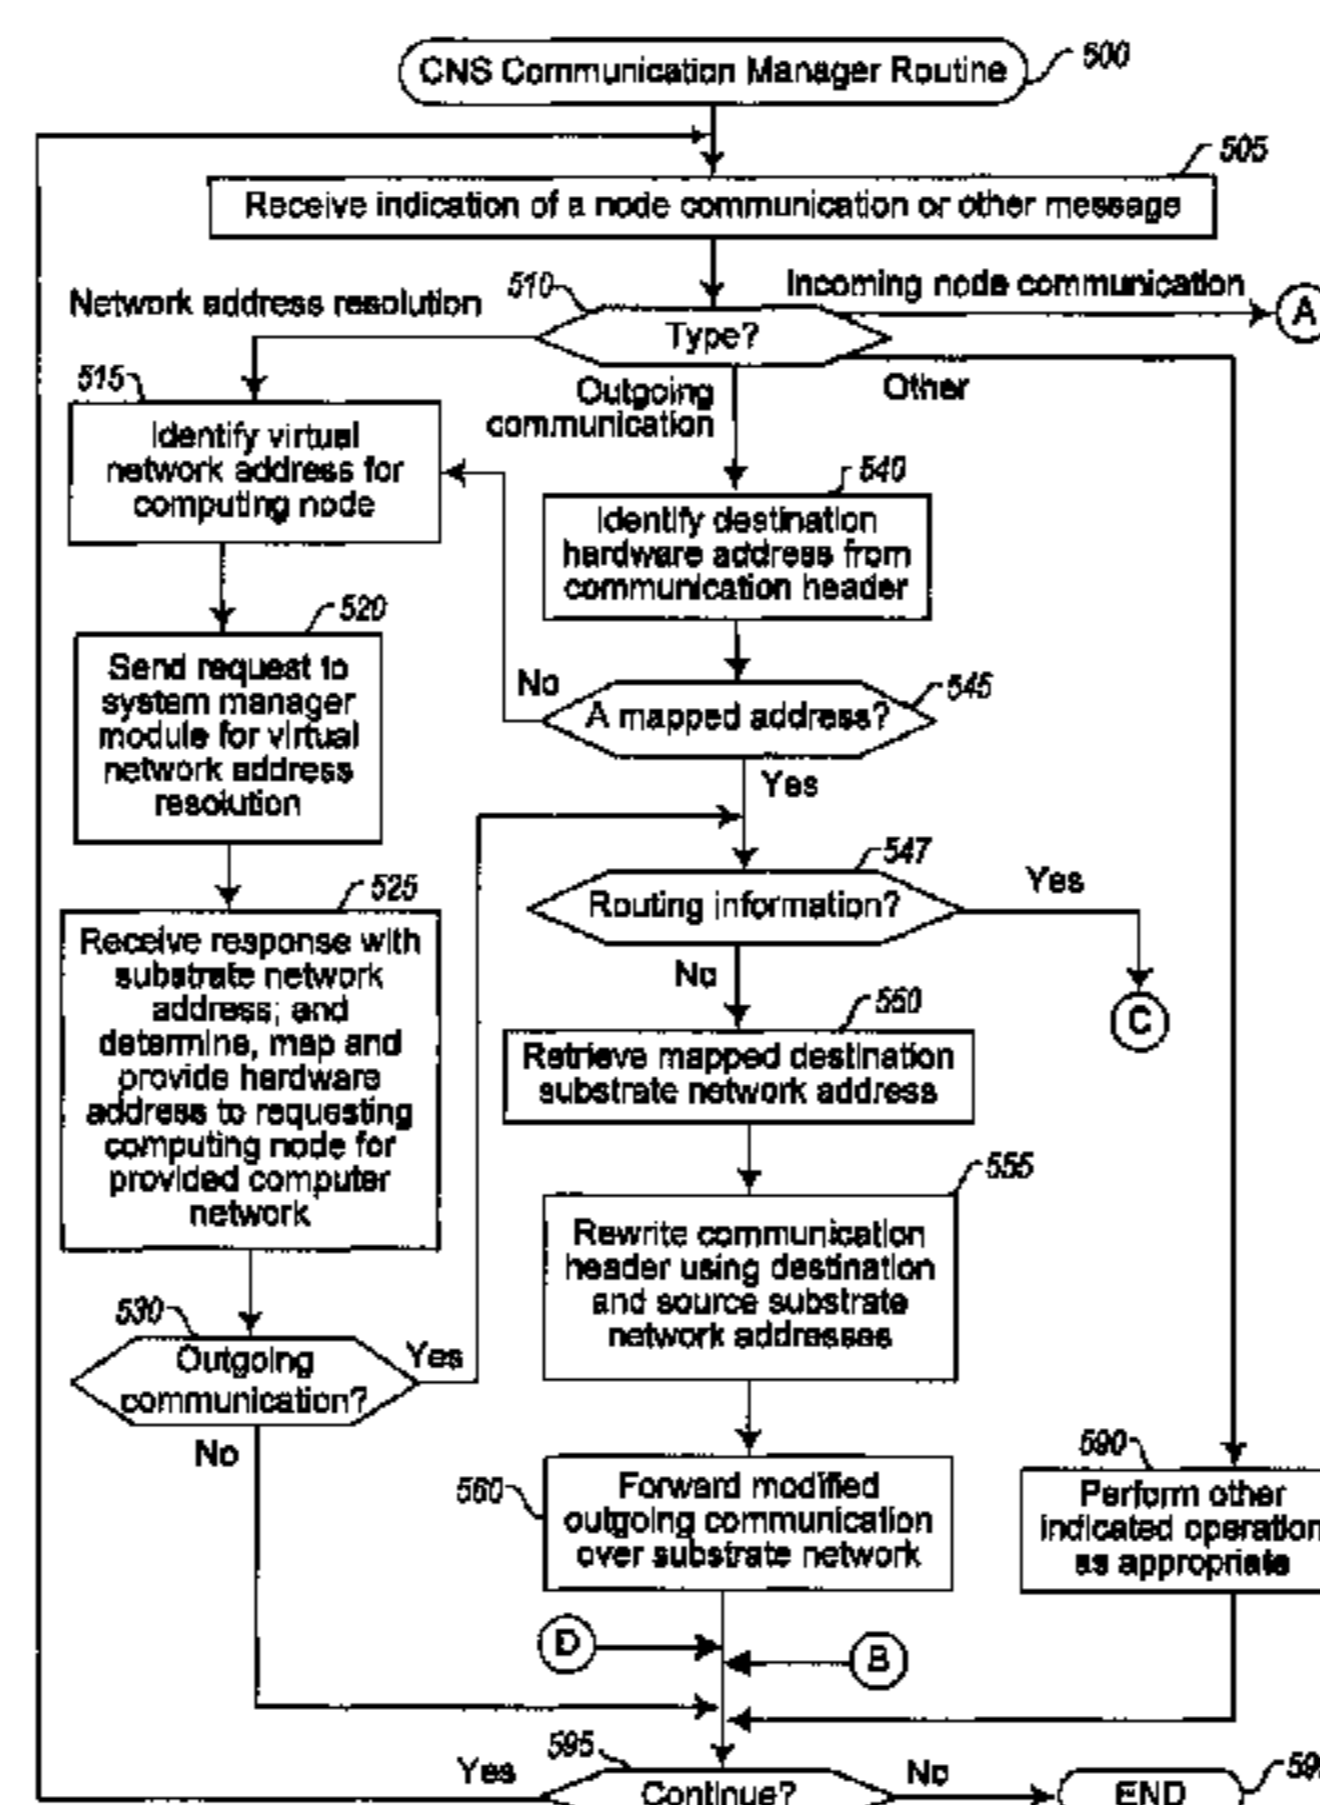 CNS Communication Manager Routine
500
505
Receive indication of a node communication or other message
Network address resolution
510
Incoming node communication
A
Type?
515
Outgoing
communication
Other
Identify virtual
network address for
computing node
540
Identify destination
hardware address from
communication header
520
Send request to
system manager
module for virtual
network address
resolution
No
545
A mapped address?
Yes
547
Routing information?
Yes
No
C
525
Receive response with
substrate network
address; and
determine, map and
provide hardware
address to requesting
computing node for
provided computer
network
550
Retrieve mapped destination
substrate network address
555
Rewrite communication
header using destination
and source substrate
network addresses
530
Outgoing
communication?
Yes
No
560
Forward modified
outgoing communication
over substrate network
590
Perform other
indicated operation
as appropriate
D
B
595
Yes
Continue?
No
END